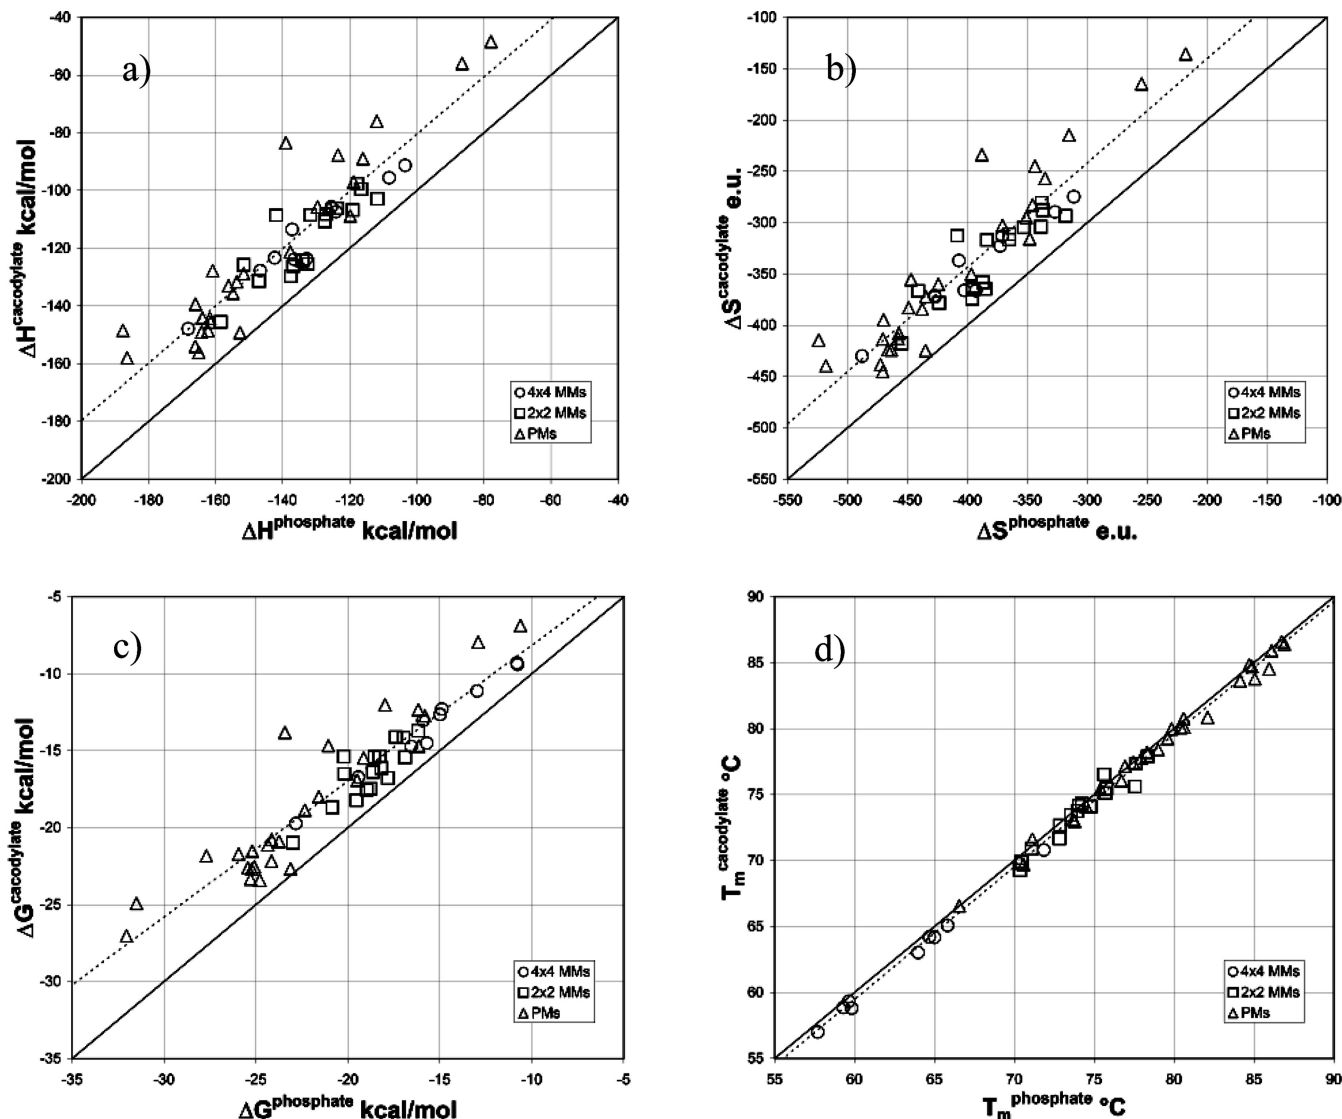 a)
-40
-60
-80
-100
-120
-140
-160
-180
-200
ΔH^cacodylate kcal/mol
4x4 MMs
2x2 MMs
PMs
-200 -180 -160 -140 -120 -100 -80 -60 -40
ΔH^phosphate kcal/mol
b)
-100
-150
-200
-250
-300
-350
-400
-450
-500
-550
ΔS^cacodylate e.u.
4x4 MMs
2x2 MMs
PMs
-550 -500 -450 -400 -350 -300 -250 -200 -150 -100
ΔS^phosphate e.u.
c)
-5
-10
-15
-20
-25
-30
-35
ΔG^cacodylate kcal/mol
4x4 MMs
2x2 MMs
PMs
-35 -30 -25 -20 -15 -10 -5
ΔG^phosphate kcal/mol
d)
90
85
80
75
70
65
60
55
T_m^cacodylate °C
4x4 MMs
2x2 MMs
PMs
55 60 65 70 75 80 85 90
T_m^phosphate °C